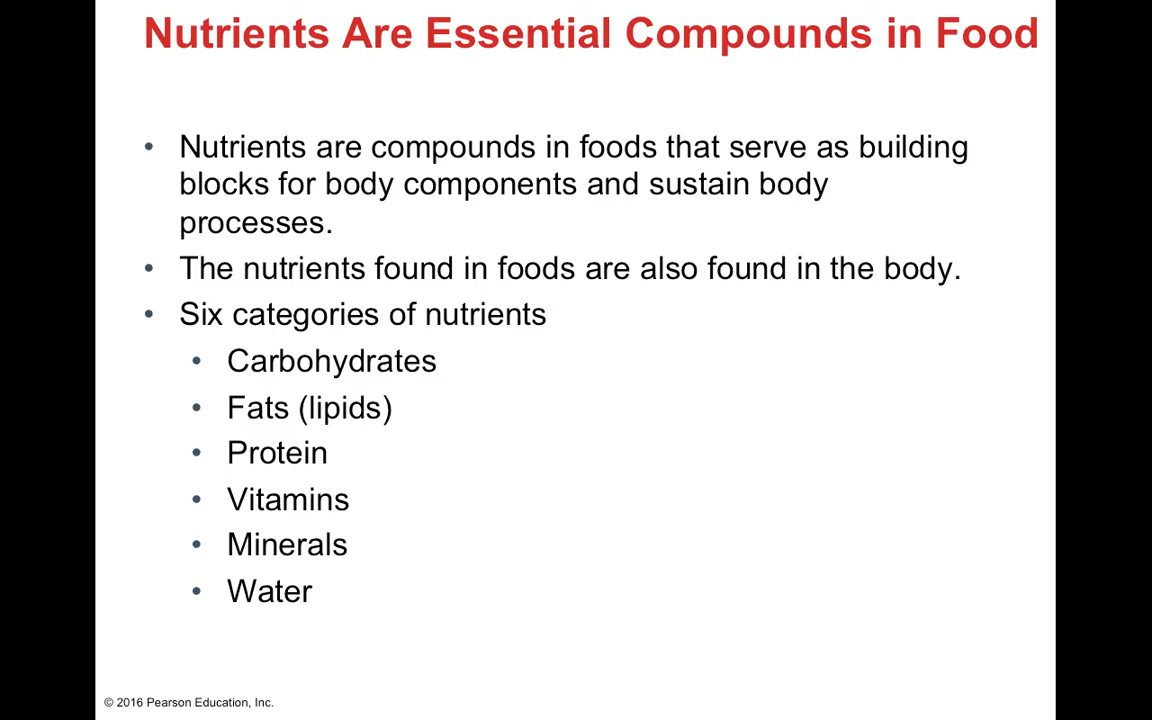 Nutrients Are Essential Compounds in Food
• Nutrients are compounds in foods that serve as building
blocks for body components and sustain body
processes.
• The nutrients found in foods are also found in the body.
• Six categories of nutrients
• Carbohydrates
• Fats (lipids)
• Protein
• Vitamins
• Minerals
• Water
© 2016 Pearson Education, Inc.